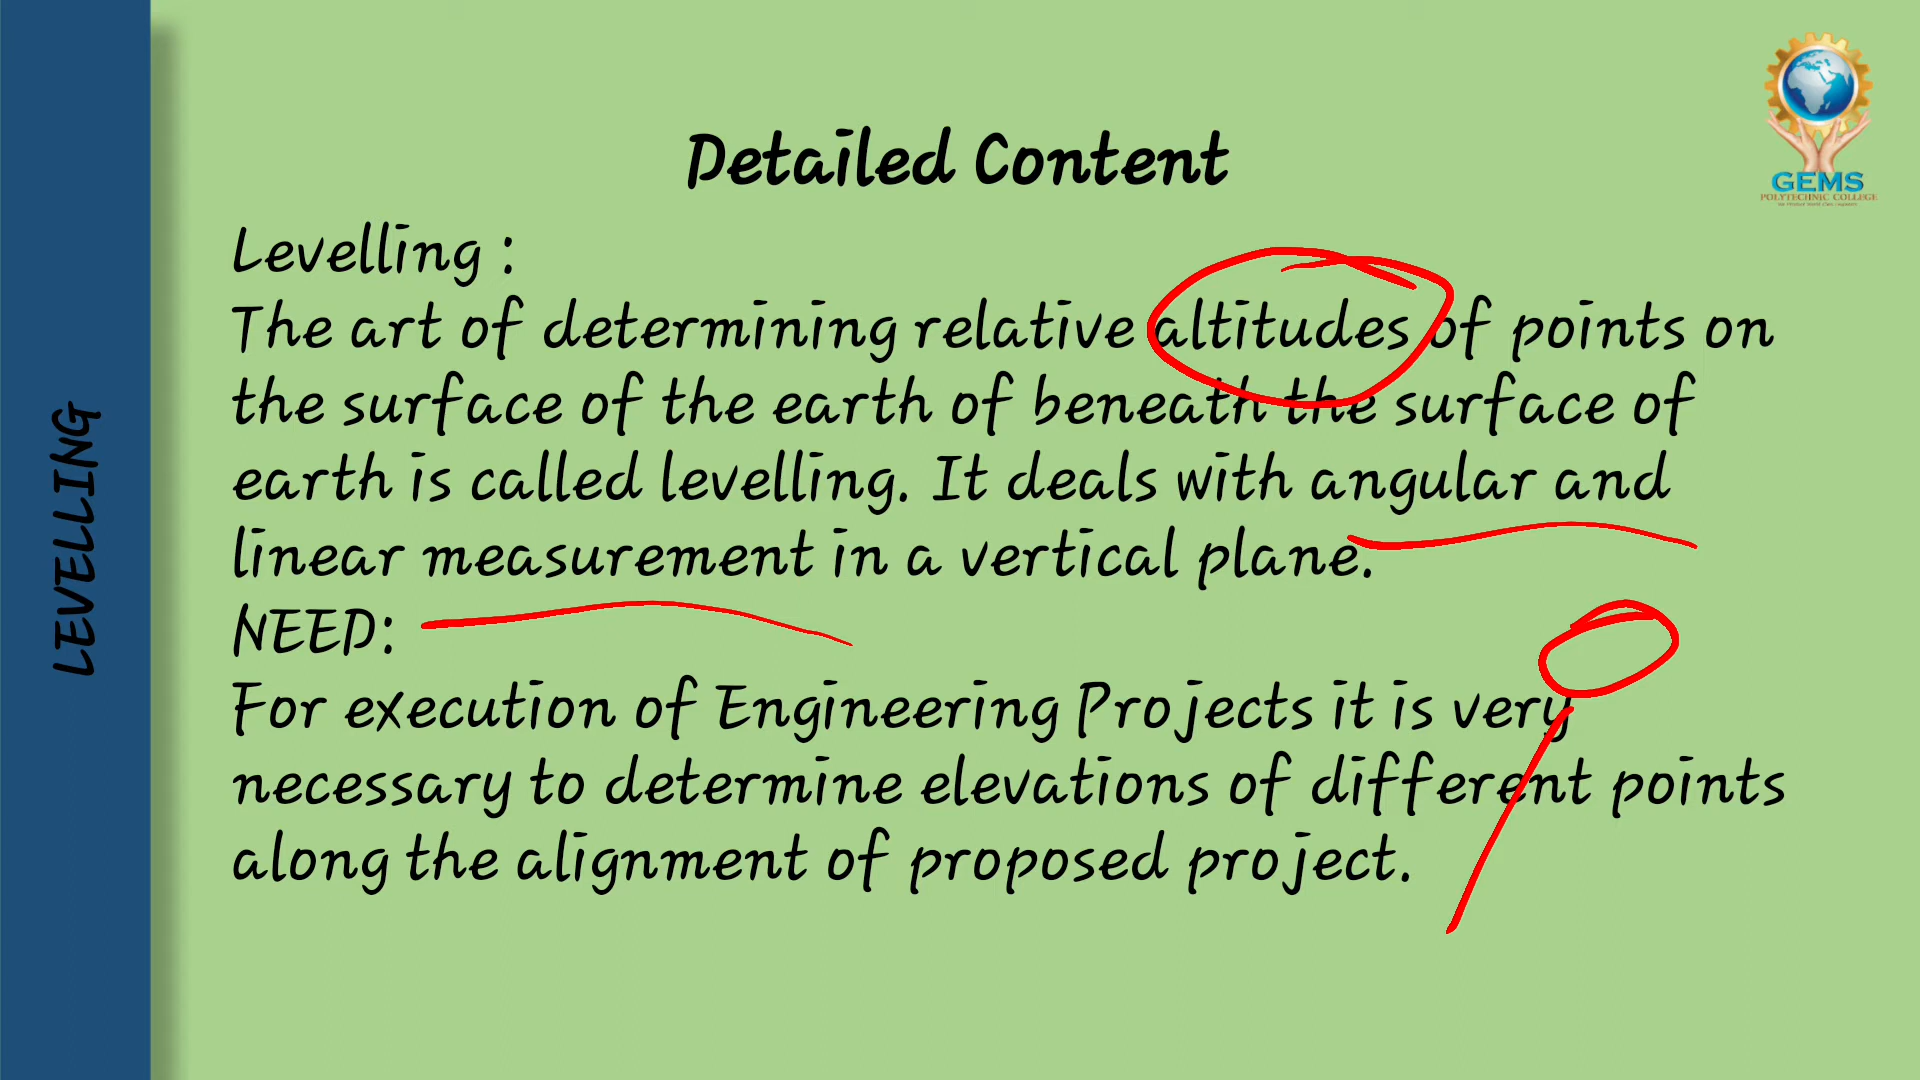 Detailed Content
GEMS
POLYTECHNIC COLLEGE
Levelling :
The art of determining relative altitudes of points on
the surface of the earth of beneath the surface of
earth is called levelling. It deals with angular and
linear measurement in a vertical plane.
NEED:
For execution of Engineering Projects it is very
necessary to determine elevations of different points
along the alignment of proposed project.
LEVELLING